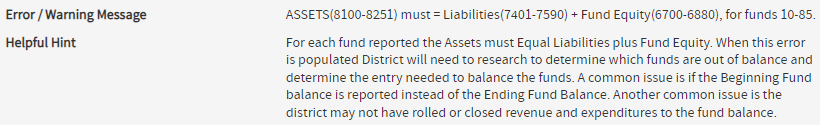 Error / Warning Message ASSETS(8100-8251) must = Liabilities(7401-7590) + Fund Equity(6700-6880), for funds 10-85.
Helpful Hint For each fund reported the Assets must Equal Liabilities plus Fund Equity. When this error
is populated District will need to research to determine which funds are out of balance and
determine the entry needed to balance the funds. A common issue is if the Beginning Fund
balance is reported instead of the Ending Fund Balance. Another common issue is the
district may not have rolled or closed revenue and expenditures to the fund balance.